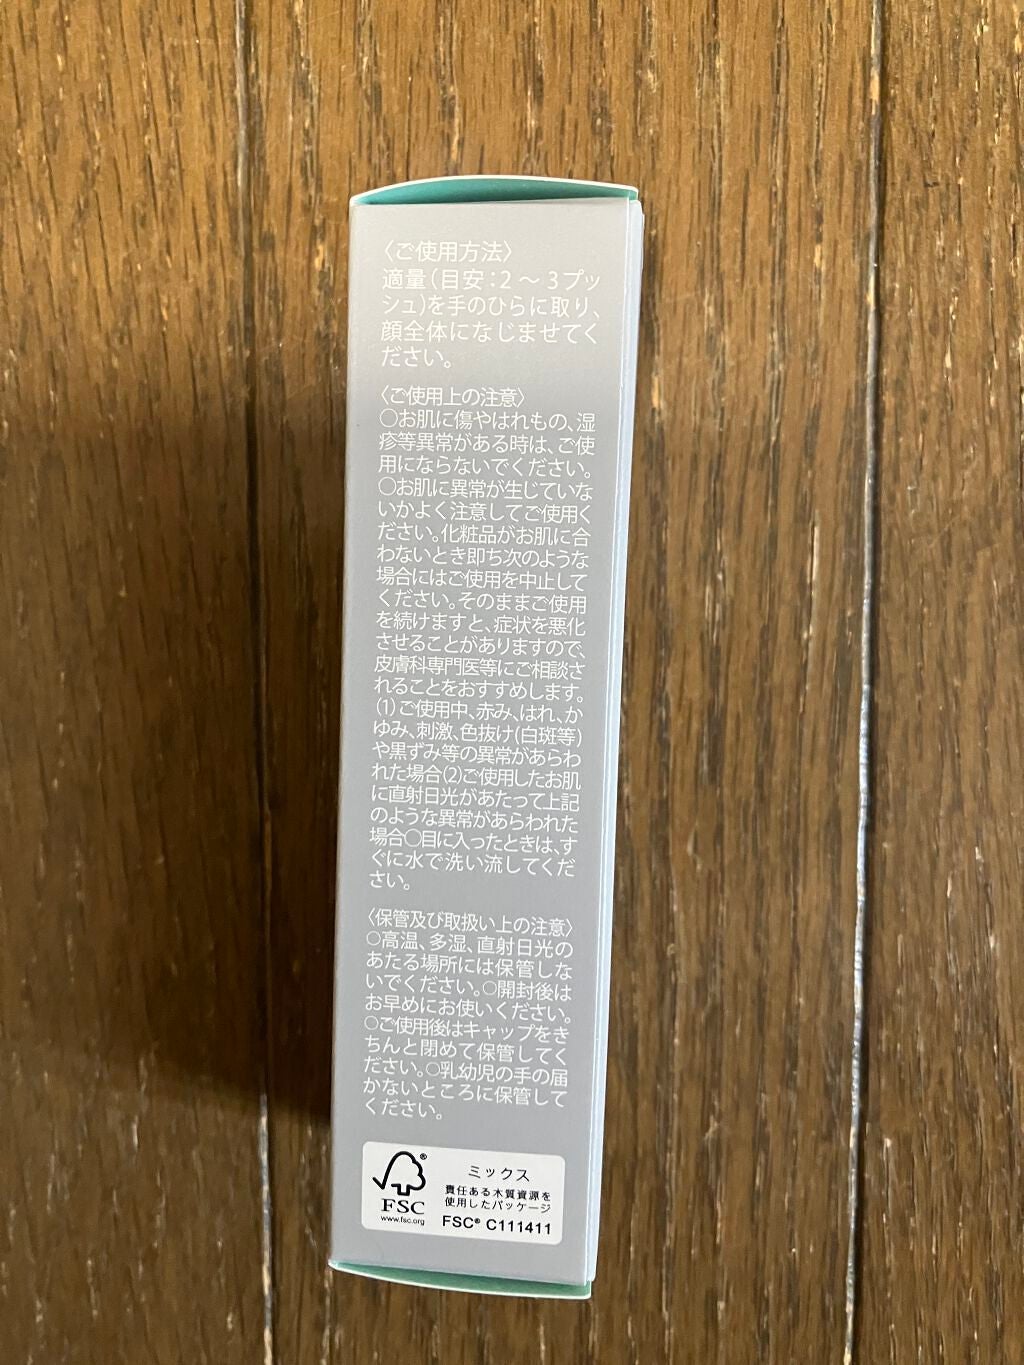 〈ご使用方法〉
適量(目安:2〜3プッ
シュ)を手のひらに取り、
顔全体になじませてく
ださい。
〈ご使用上の注意〉
○お肌に傷やはれもの、湿
疹等異常がある時は、ご使
用にならないでください。
○お肌に異常が生じていな
いかよく注意してご使用く
ださい。化粧品がお肌に合
わないとき即ち次のような
場合にはご使用を中止して
ください。そのままご使用
を続けますと、症状を悪化
させることがありますので、
皮膚科専門医等にご相談さ
れることをおすすめします。
(1)ご使用中、赤み、はれ、か
ゆみ、刺激、色抜け(白斑等)
や黒ずみ等の異常があらわ
れた場合(2)ご使用したお肌
に直射日光があたって上記
のような異常があらわれた
場合○目に入ったときは、す
ぐに水で洗い流してくだ
さい。
〈保管及び取扱い上の注意〉
○高温、多湿、直射日光の
あたる場所には保管しな
いでください。○開封後は
お早めにお使いください。
○ご使用後はキャップをき
ちんと閉めて保管してく
ださい。○乳幼児の手の届
かないところに保管して
ください。
ミックス
責任ある木質資源を
使用したパッケージ
FSC® C111411
®
FSC
www.fsc.org